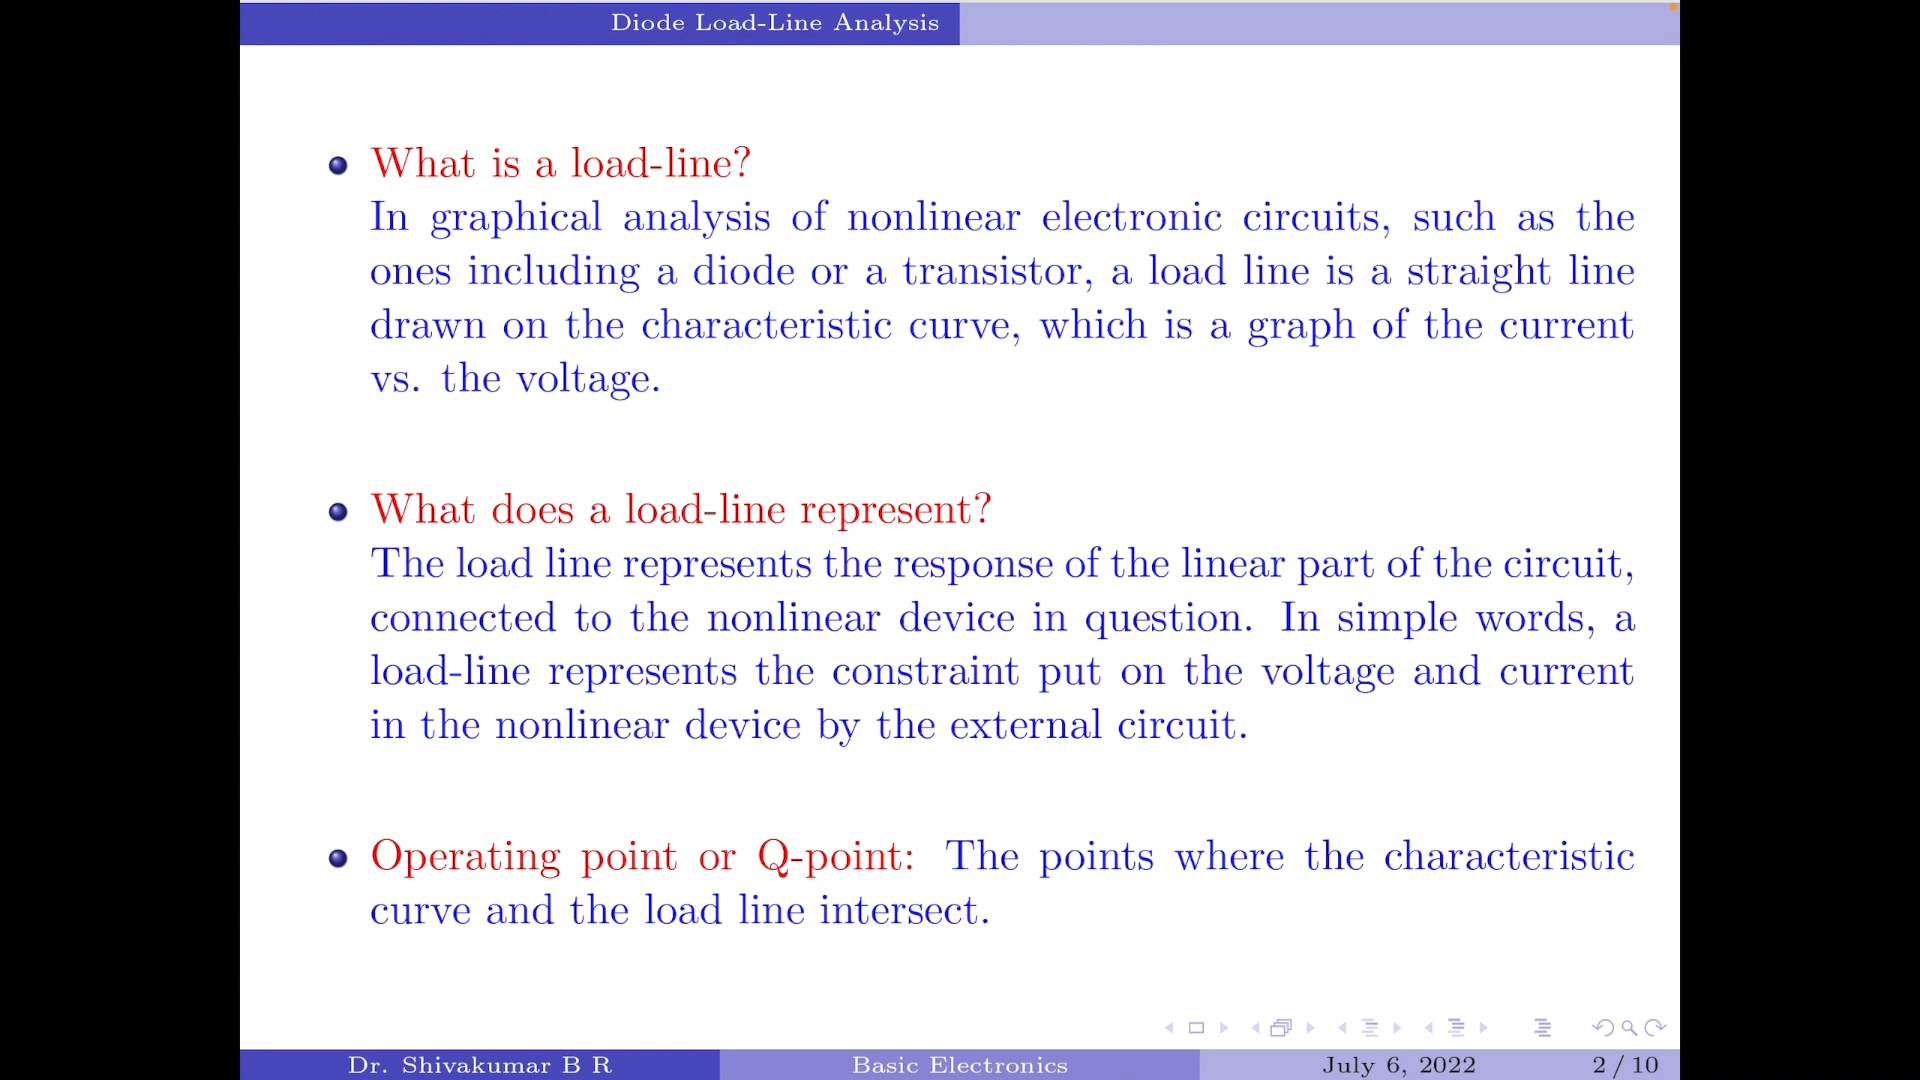 Diode Load-Line Analysis
What is a load-line?
In graphical analysis of nonlinear electronic circuits, such as the
ones including a diode or a transistor, a load line is a straight line
drawn on the characteristic curve, which is a graph of the current
vs. the voltage.
What does a load-line represent?
The load line represents the response of the linear part of the circuit,
connected to the nonlinear device in question. In simple words, a
load-line represents the constraint put on the voltage and current
in the nonlinear device by the external circuit.
Operating point or Q-point: The points where the characteristic
curve and the load line intersect.
Dr. Shivakumar B R Basic Electronics July 6, 2022 2 / 10